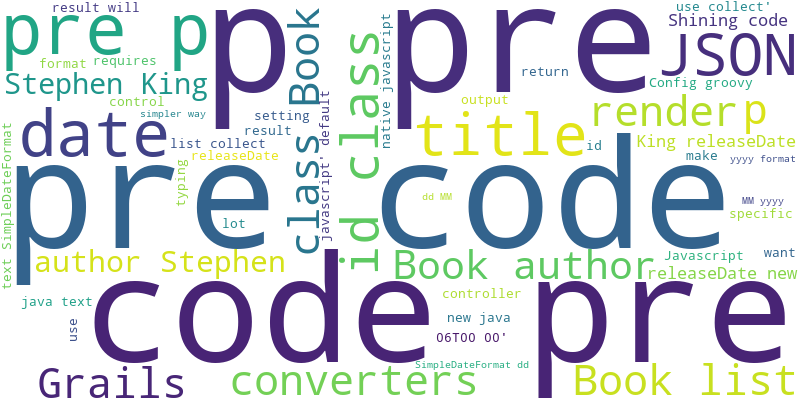 result will
use collect'
pre p
p
pre
Shining code
JSON
format requires
native javascript
class Book
Stephen King
return
Config groovy
control
simpler way
output
render
p
date
setting
result
title
id class
javascript' default
King releaseDate
list collect
releaseDate
id
make
yyyy format
text SimpleDateFormat
typing
pre
code
dd MM
MM yyyy
specific
lot
author Stephen
Book author
Javascript
want
releaseDate new
java text
code pre
controller
use
new java
O6TOO OO'
SimpleDateFormat dd
Grails
converters
Book list